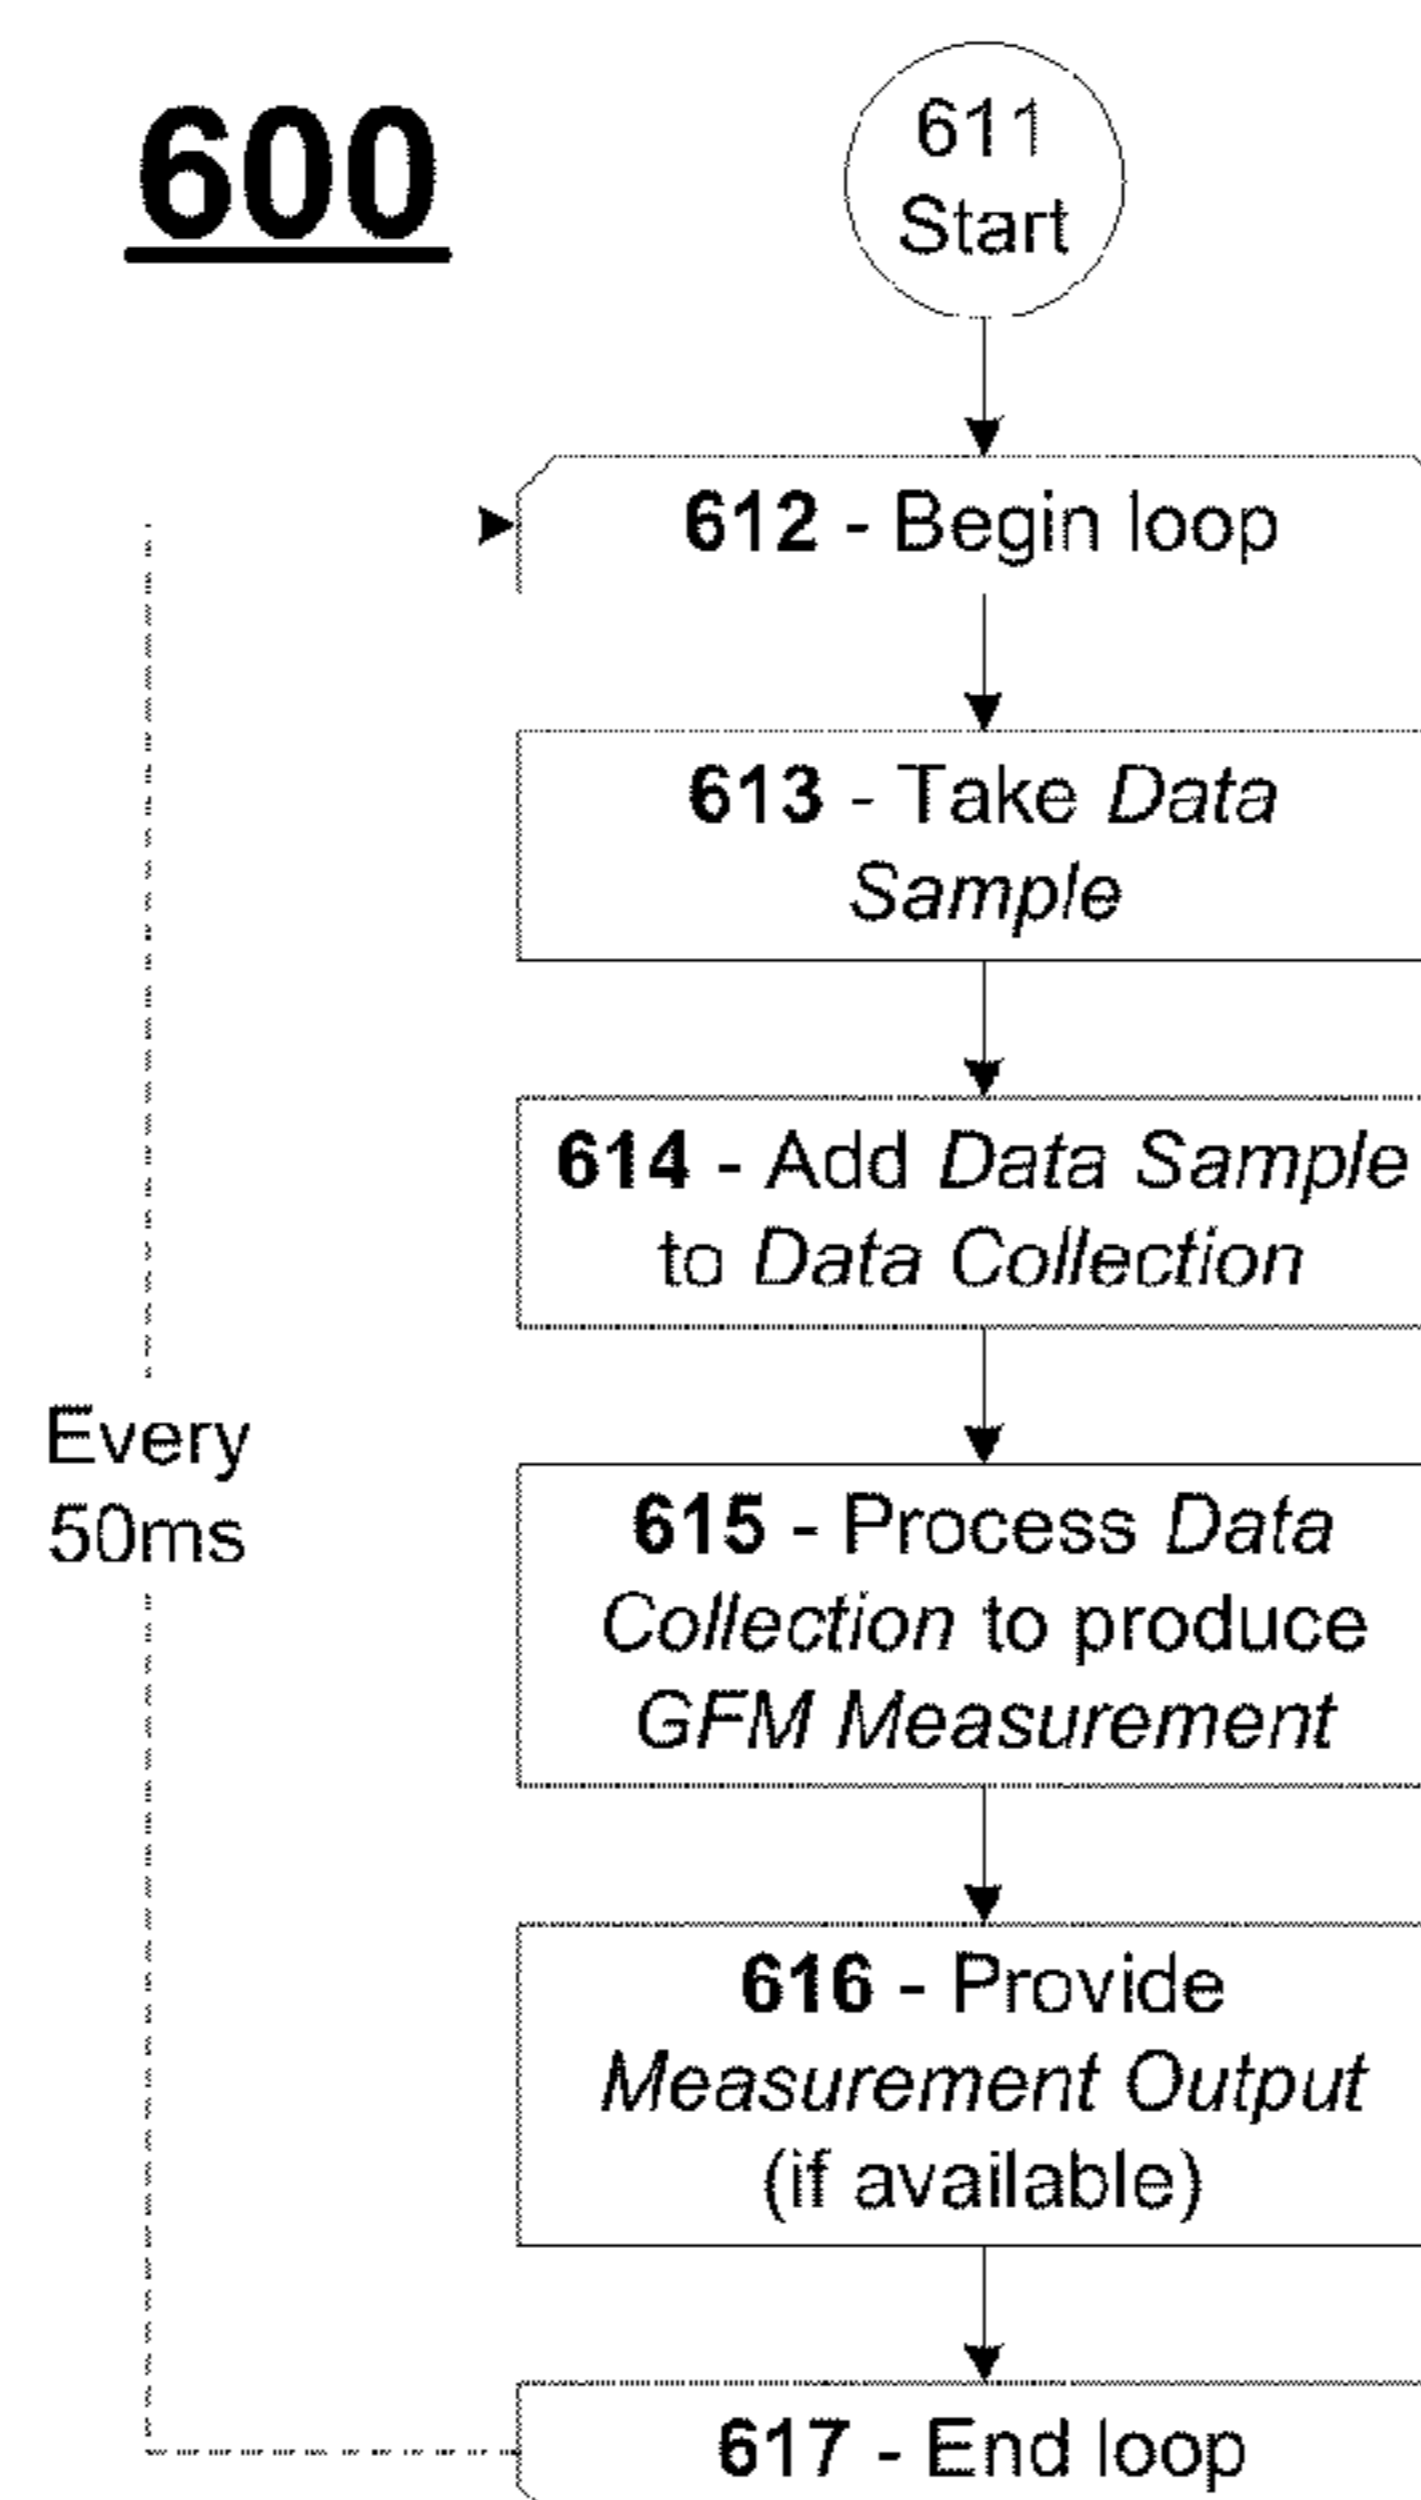 600
611
Start
612 - Begin loop
613 - Take Data
Sample
614 - Add Data Sample
to Data Collection
Every
50ms
615 - Process Data
Collection to produce
GFM Measurement
616 - Provide
Measurement Output
(if available)
617 - End loop